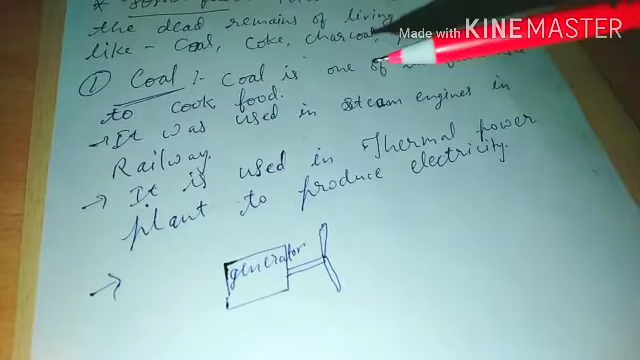 the dead remains of living
like - Coal, Coke, charcoal,
Made with KINEMASTER
① Coal :- Coal is one of
to cook food.
→ It was used in steam engines in
Railway.
→ It is used in Thermal power
plant to produce electricity.
→ generator